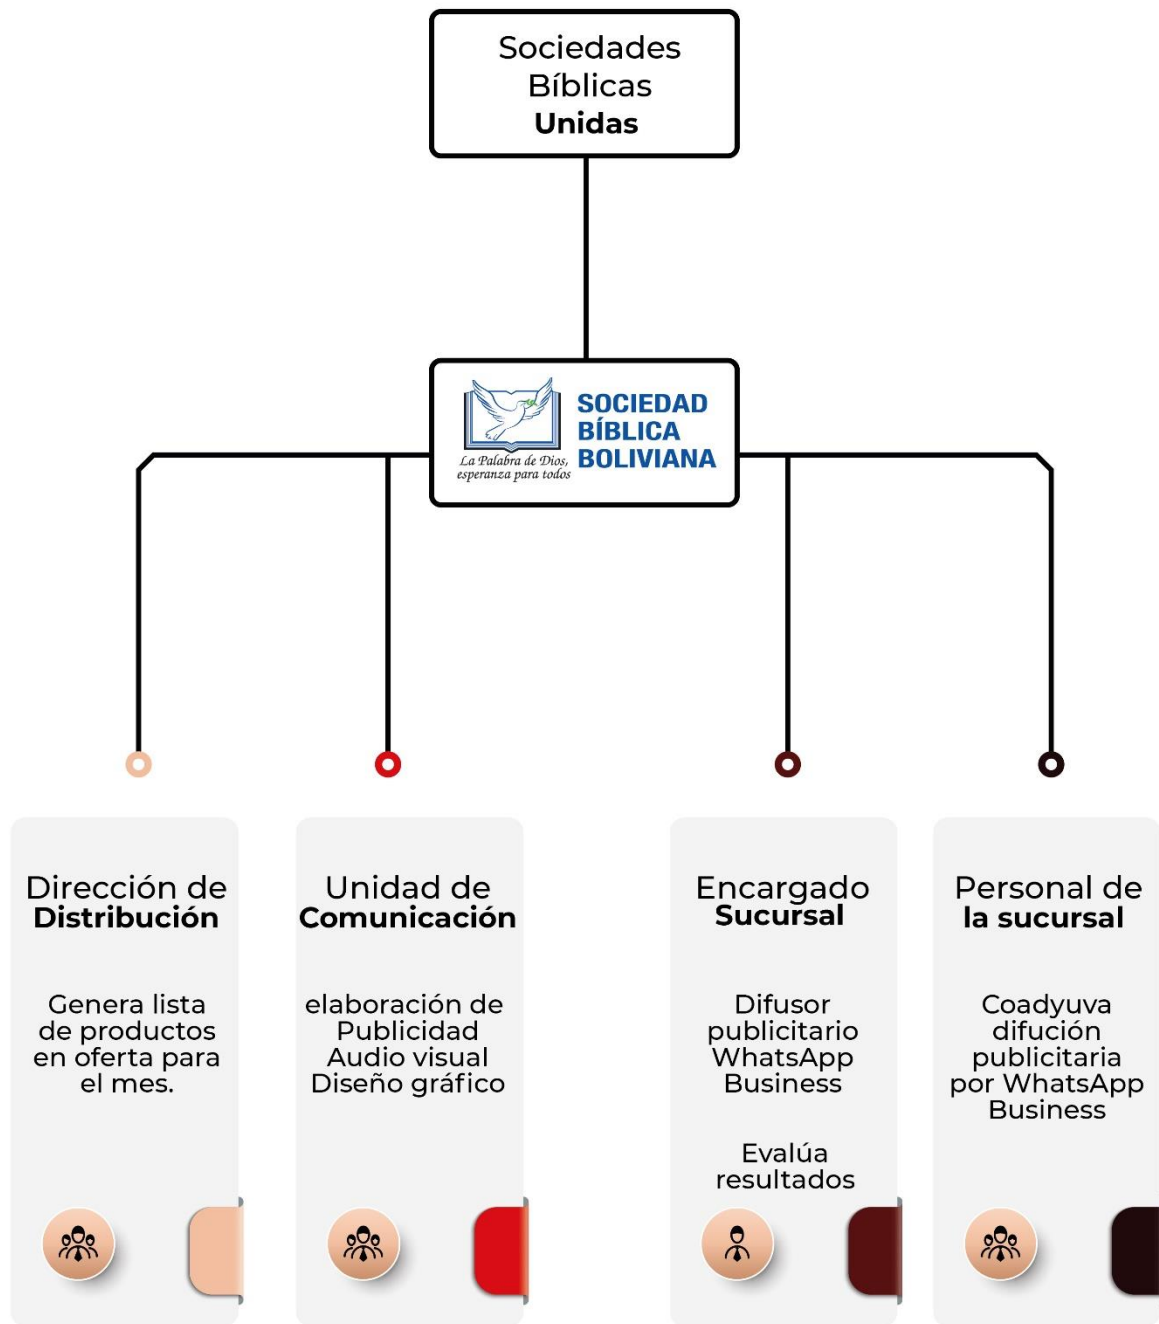 Sociedades
Bíblicas
Unidas
SOCIEDAD
BÍBLICA
BOLIVIANA
La Palabra de Dios,
esperanza para todos
Dirección de
Distribución
Genera lista
de productos
en oferta para
el mes.
Unidad de
Comunicación
elaboración de
Publicidad
Audio visual
Diseño gráfico
Encargado
Sucursal
Difusor
publicitario
WhatsApp
Business
Evalúa
resultados
Personal de
la sucursal
Coadyuva
difución
publicitaria
por WhatsApp
Business